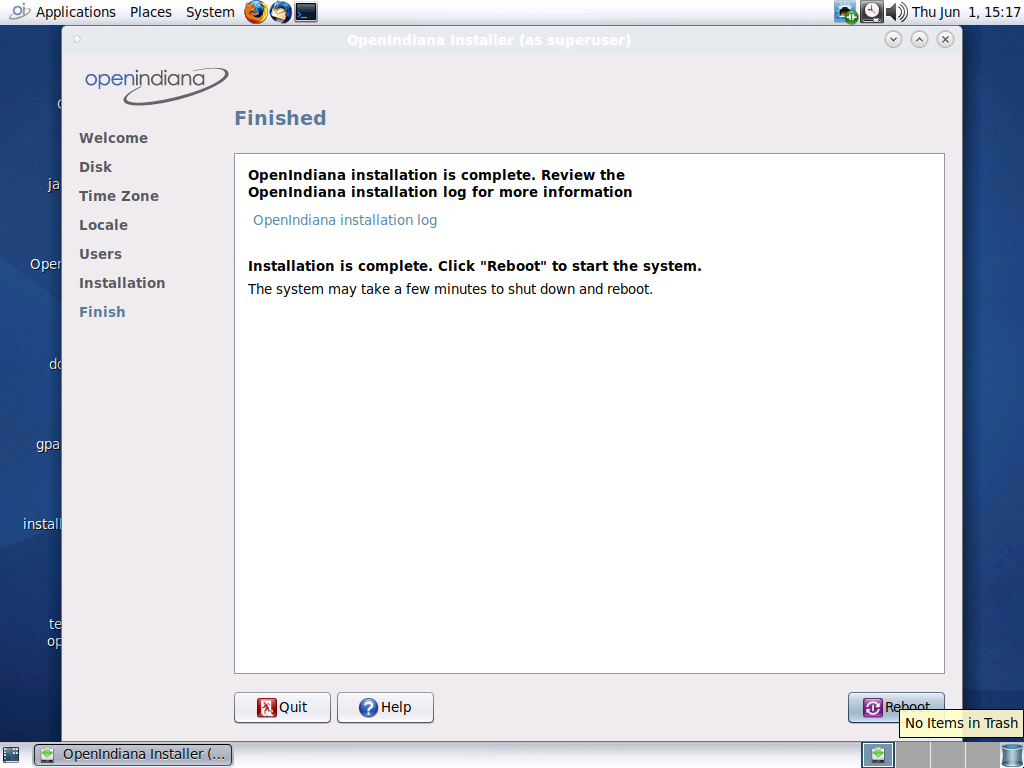 Applications Places System
Thu Jun 1, 15:17
OpenIndiana Installer (as superuser)
openindiana
Finished
Welcome
Disk
Time Zone
Locale
Users
Installation
Finish
OpenIndiana installation is complete. Review the
OpenIndiana installation log for more information
OpenIndiana installation log
Installation is complete. Click "Reboot" to start the system.
The system may take a few minutes to shut down and reboot.
ja
Oper
gpa
install
te
op
Quit
Help
Reboot
No Items in Trash
OpenIndiana Installer (...